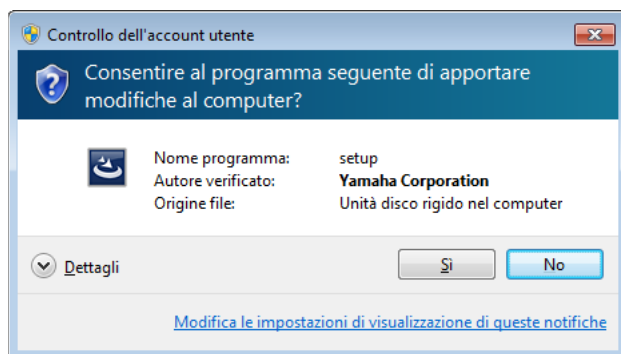 Controllo dell'account utente
Consentire al programma seguente di apportare
modifiche al computer?
Nome programma: setup
Autore verificato: Yamaha Corporation
Origine file: Unità disco rigido nel computer
Dettagli Sì No
Modifica le impostazioni di visualizzazione di queste notifiche